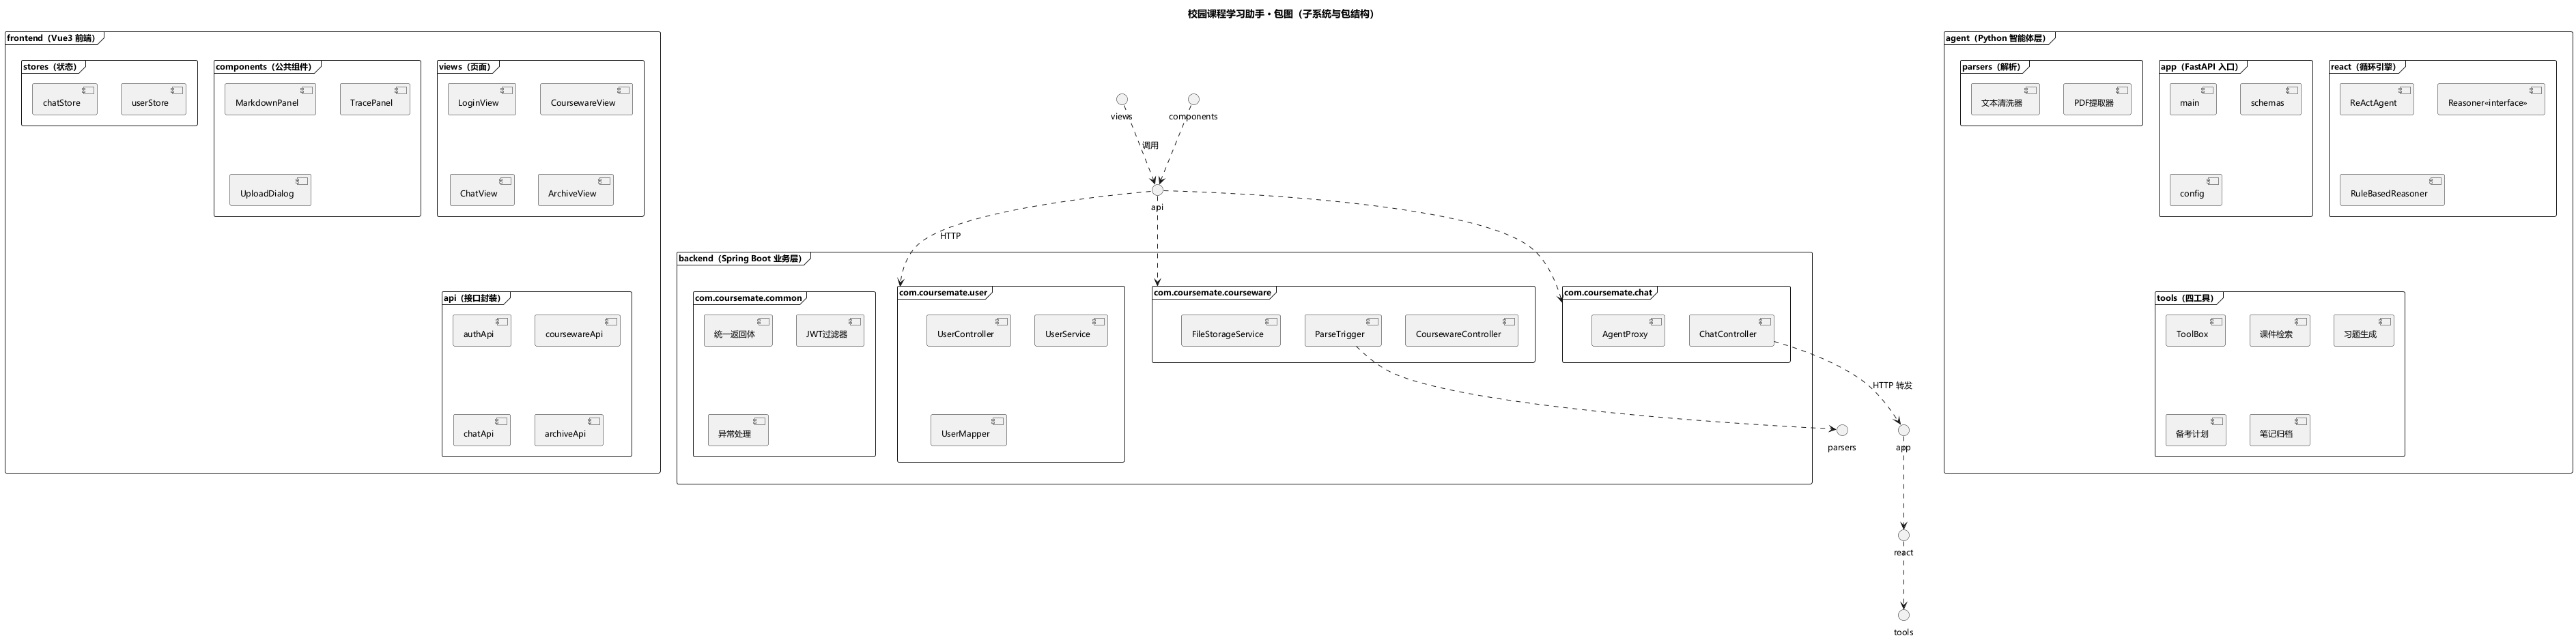 校园课程学习助手 · 包图（子系统与包结构）
frontend（Vue3 前端）
stores（状态）
chatStore
userStore
components（公共组件）
MarkdownPanel
TracePanel
UploadDialog
views（页面）
LoginView
CoursewareView
ChatView
ArchiveView
api（接口封装）
authApi
coursewareApi
chatApi
archiveApi
views
components
调用
api
HTTP
backend（Spring Boot 业务层）
com.coursemate.common
统一返回体
JWT过滤器
异常处理
com.coursemate.user
UserController
UserService
UserMapper
com.coursemate.courseware
FileStorageService
ParseTrigger
CoursewareController
com.coursemate.chat
AgentProxy
ChatController
HTTP 转发
parsers
app
react
tools
agent（Python 智能体层）
parsers（解析）
文本清洗器
PDF提取器
app（FastAPI 入口）
main
schemas
config
react（循环引擎）
ReActAgent
Reasoner«interface»
RuleBasedReasoner
tools（四工具）
ToolBox
课件检索
习题生成
备考计划
笔记归档